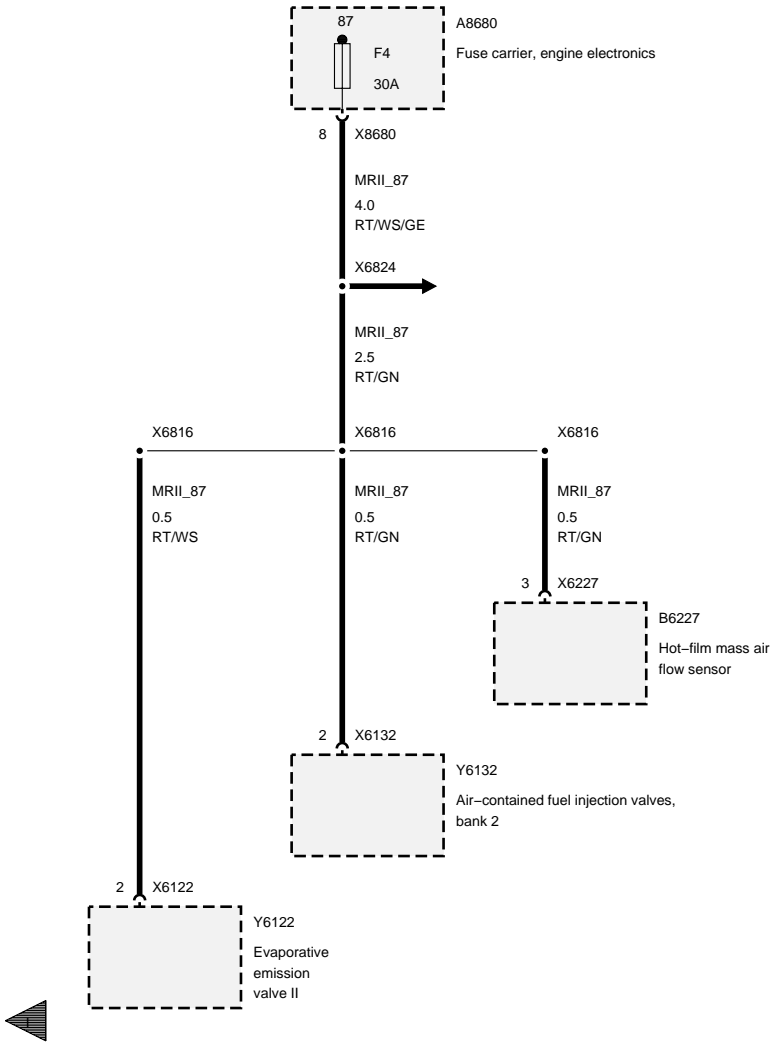 87
A8680
F4
Fuse carrier, engine electronics
30A
8 X8680
MRII_87
4.0
RT/WS/GE
X6824
MRII_87
2.5
RT/GN
X6816
X6816
X6816
MRII_87
0.5
RT/WS
MRII_87
0.5
RT/GN
MRII_87
0.5
RT/GN
3 X6227
B6227
Hot−film mass air
flow sensor
2 X6132
Y6132
Air−contained fuel injection valves,
bank 2
2 X6122
Y6122
Evaporative
emission
valve II